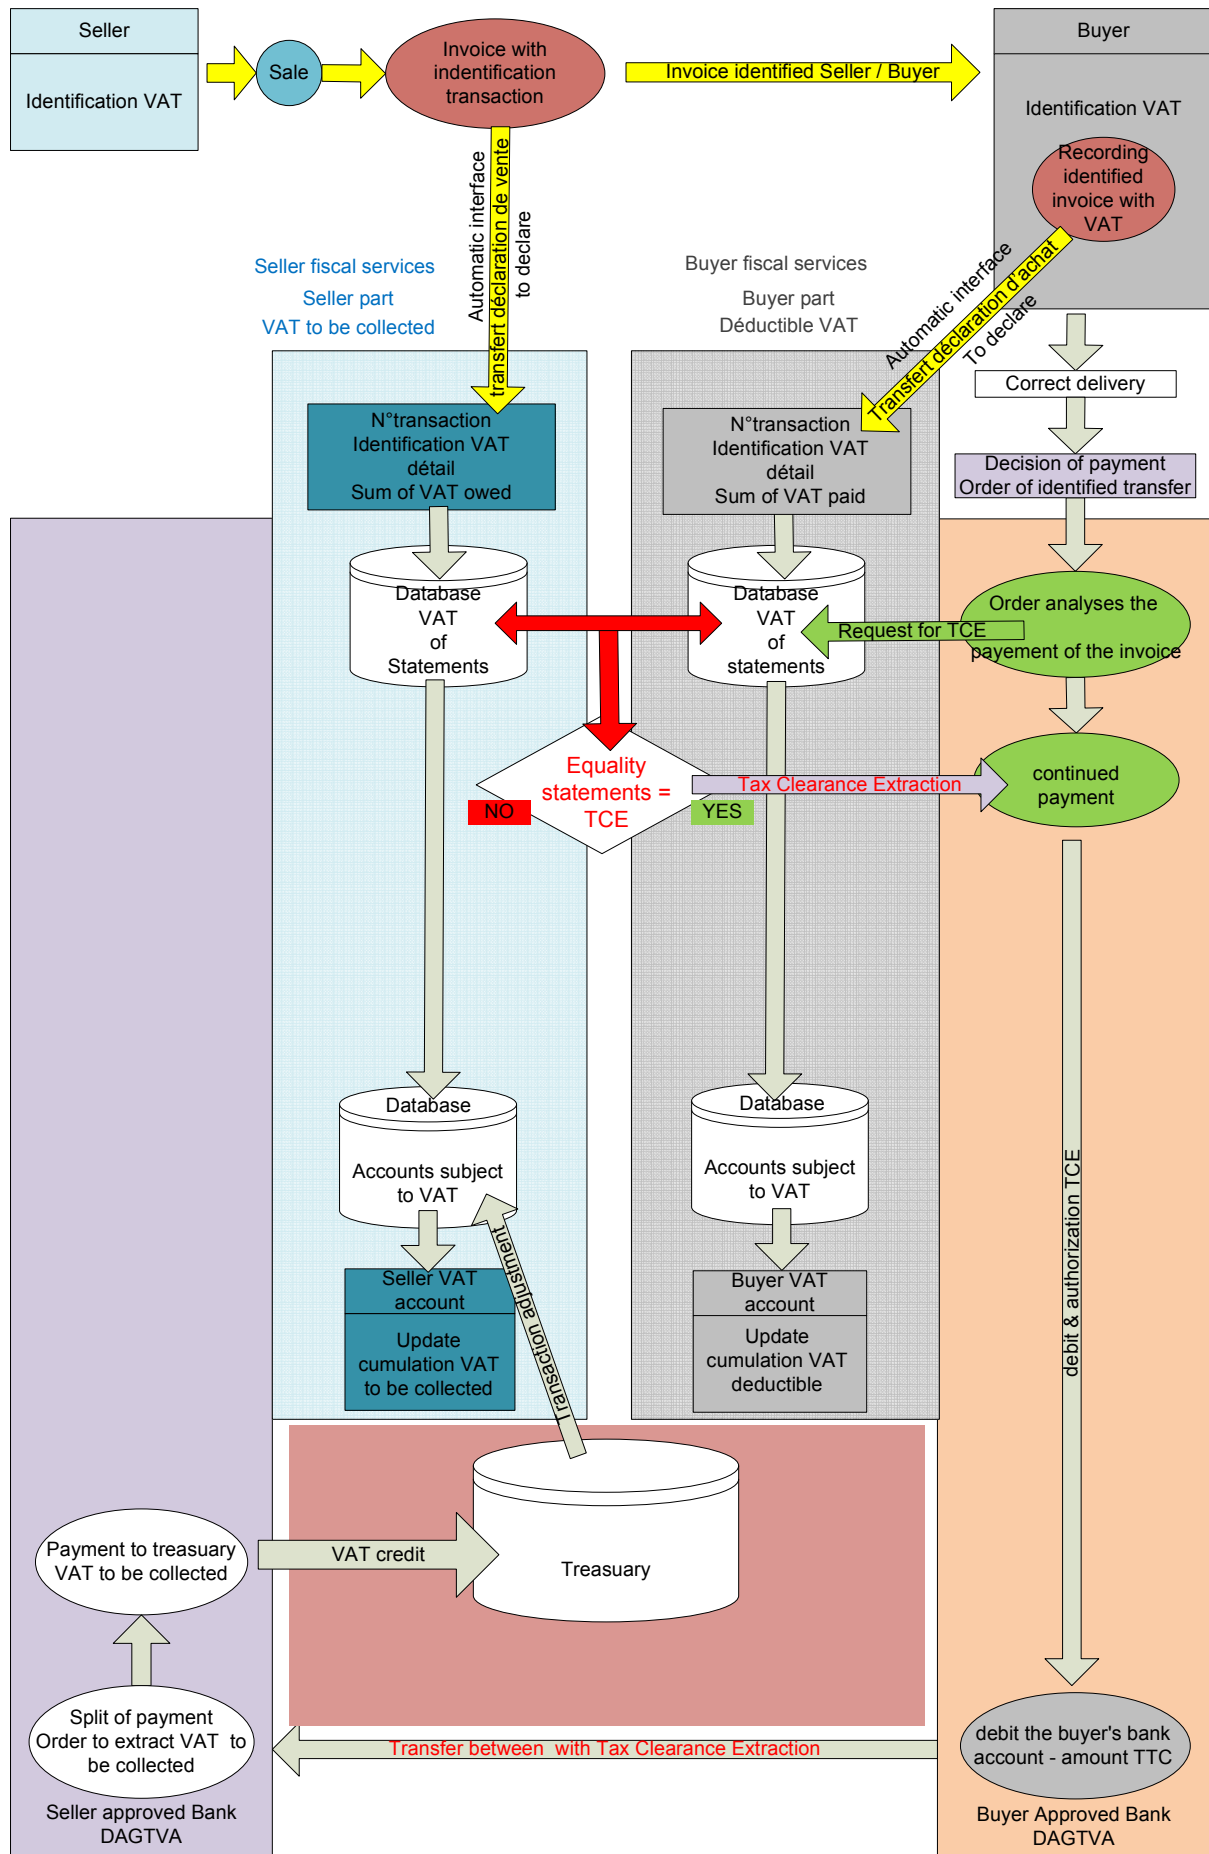 Seller
Identification VAT
Sale
Invoice with
indentification
transaction
Invoice identified Seller / Buyer
Buyer
Identification VAT
Recording
identified
invoice with
VAT
Automatic interface
transfert déclaration de vente
to declare
Seller fiscal services
Seller part
VAT to be collected
Buyer fiscal services
Buyer part
Déductible VAT
Automatic interface
Transfert déclaration d'achat
To declare
Correct delivery
Decision of payment
Order of identified transfer
N°transaction
Identification VAT
détail
Sum of VAT owed
N°transaction
Identification VAT
détail
Sum of VAT paid
Database
VAT
of
Statements
Database
VAT
of
statements
Request for TCE
Order analyses the
payement of the invoice
Equality
statements =
TCE
NO
YES
Tax Clearance Extraction
continued
payment
Database
Accounts subject
to VAT
Database
Accounts subject
to VAT
debit & authorization TCE
Transaction adjustment
Seller VAT
account
Update
cumulation VAT
to be collected
Buyer VAT
account
Update
cumulation VAT
deductible
Payment to treasuary
VAT to be collected
VAT credit
Treasuary
Split of payment
Order to extract VAT to
be collected
Transfer between with Tax Clearance Extraction
debit the buyer's bank
account - amount TTC
Seller approved Bank
DAGTVA
Buyer Approved Bank
DAGTVA